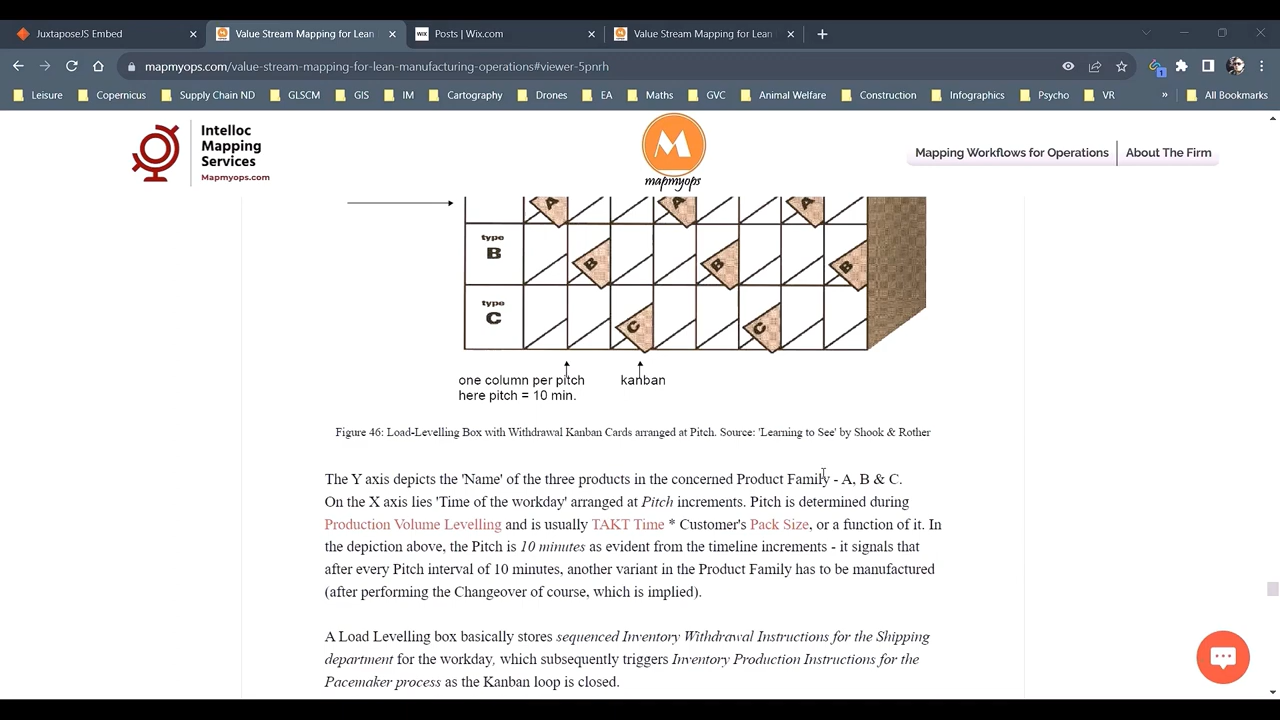 JuxtaposeJS Embed
Value Stream Mapping for Lean
Posts | Wix.com
Value Stream Mapping for Lean
mapmyops.com/value-stream-mapping-for-lean-manufacturing-operations#viewer-5pnrh
1
Leisure Copernicus Supply Chain ND GLSCM GIS IM Cartography Drones EA Maths GVC Animal Welfare Construction Infographics Psycho VR » All Bookmarks
Intelloc
Mapping
Services
Mapmyops.com
M
mapmyops
Mapping Workflows for Operations
About The Firm
A A A
type
B
B B B
type
C
C C
one column per pitch
here pitch = 10 min.
kanban
Figure 46: Load-Levelling Box with Withdrawal Kanban Cards arranged at Pitch. Source: 'Learning to See' by Shook & Rother
The Y axis depicts the 'Name' of the three products in the concerned Product Family - A, B & C.
On the X axis lies 'Time of the workday' arranged at Pitch increments. Pitch is determined during
Production Volume Levelling and is usually TAKT Time * Customer's Pack Size, or a function of it. In
the depiction above, the Pitch is 10 minutes as evident from the timeline increments - it signals that
after every Pitch interval of 10 minutes, another variant in the Product Family has to be manufactured
(after performing the Changeover of course, which is implied).
A Load Levelling box basically stores sequenced Inventory Withdrawal Instructions for the Shipping
department for the workday, which subsequently triggers Inventory Production Instructions for the
Pacemaker process as the Kanban loop is closed.